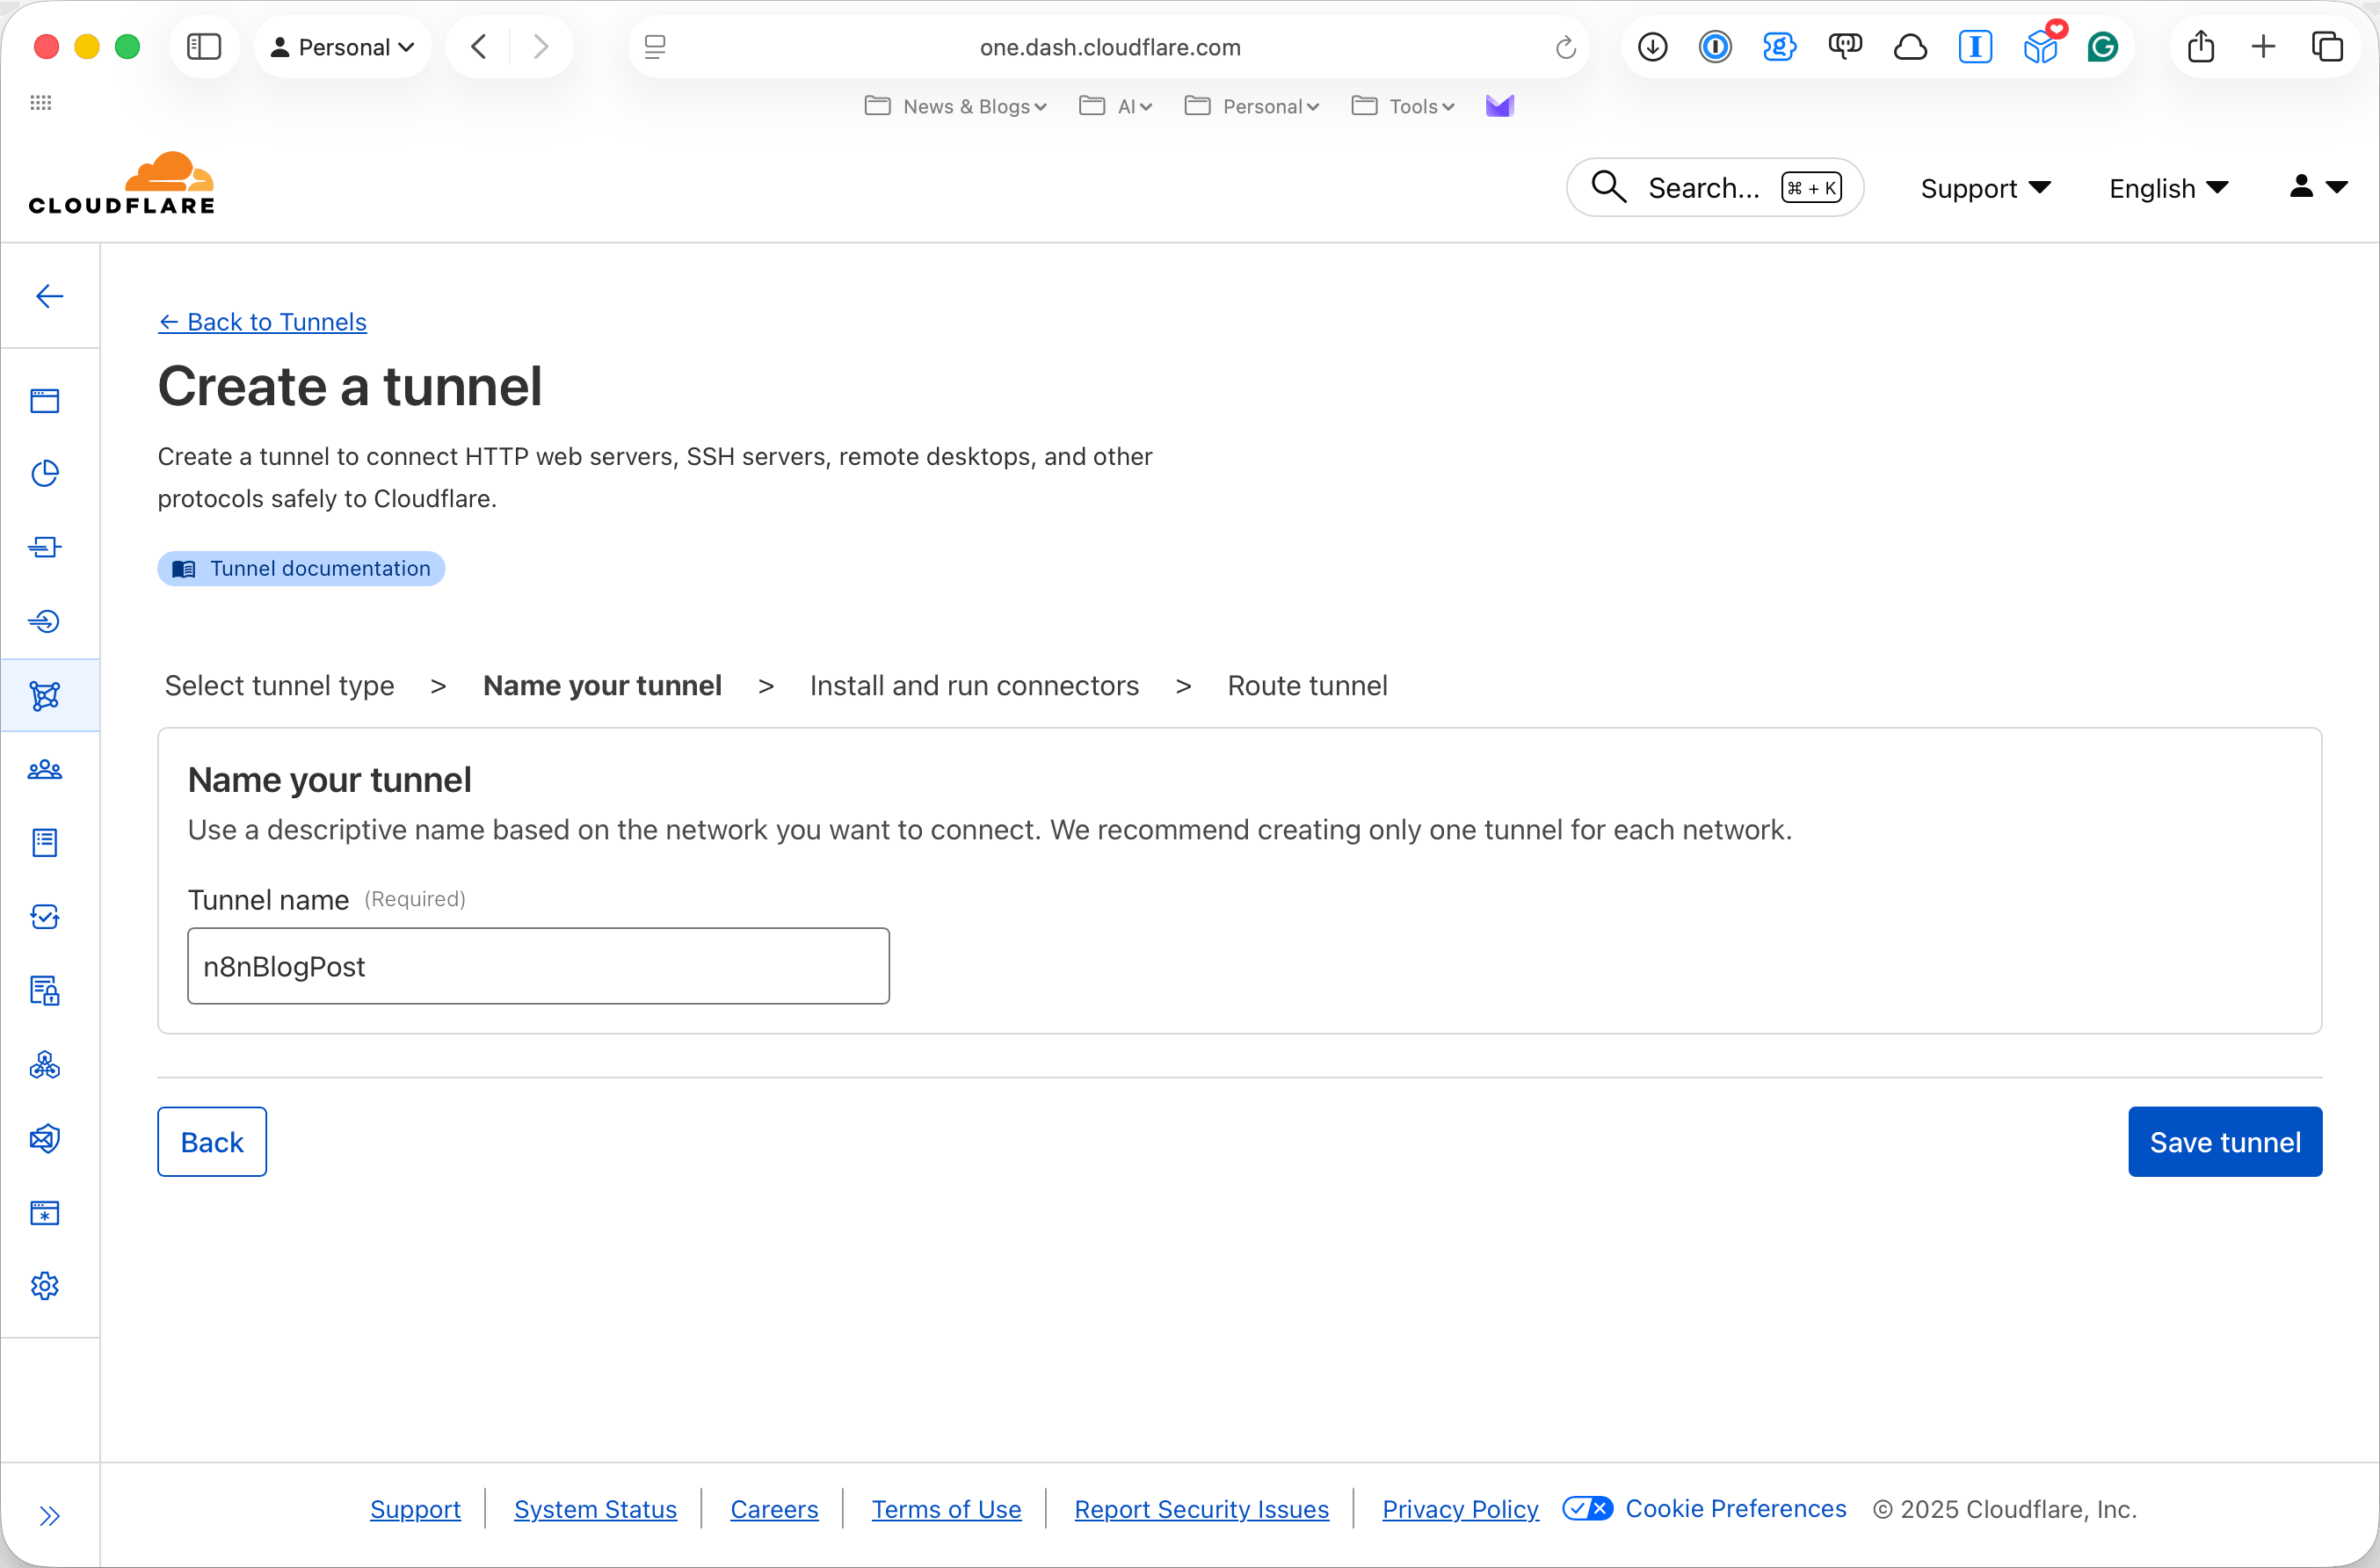 Personal
one.dash.cloudflare.com
News & Blogs
AI
Personal
Tools
CLOUDFLARE
Search...
⌘ + K
Support
English
← Back to Tunnels
Create a tunnel
Create a tunnel to connect HTTP web servers, SSH servers, remote desktops, and other
protocols safely to Cloudflare.
Tunnel documentation
Select tunnel type > Name your tunnel > Install and run connectors > Route tunnel
Name your tunnel
Use a descriptive name based on the network you want to connect. We recommend creating only one tunnel for each network.
Tunnel name (Required)
n8nBlogPost
Back
Save tunnel
Support
System Status
Careers
Terms of Use
Report Security Issues
Privacy Policy
Cookie Preferences
© 2025 Cloudflare, Inc.